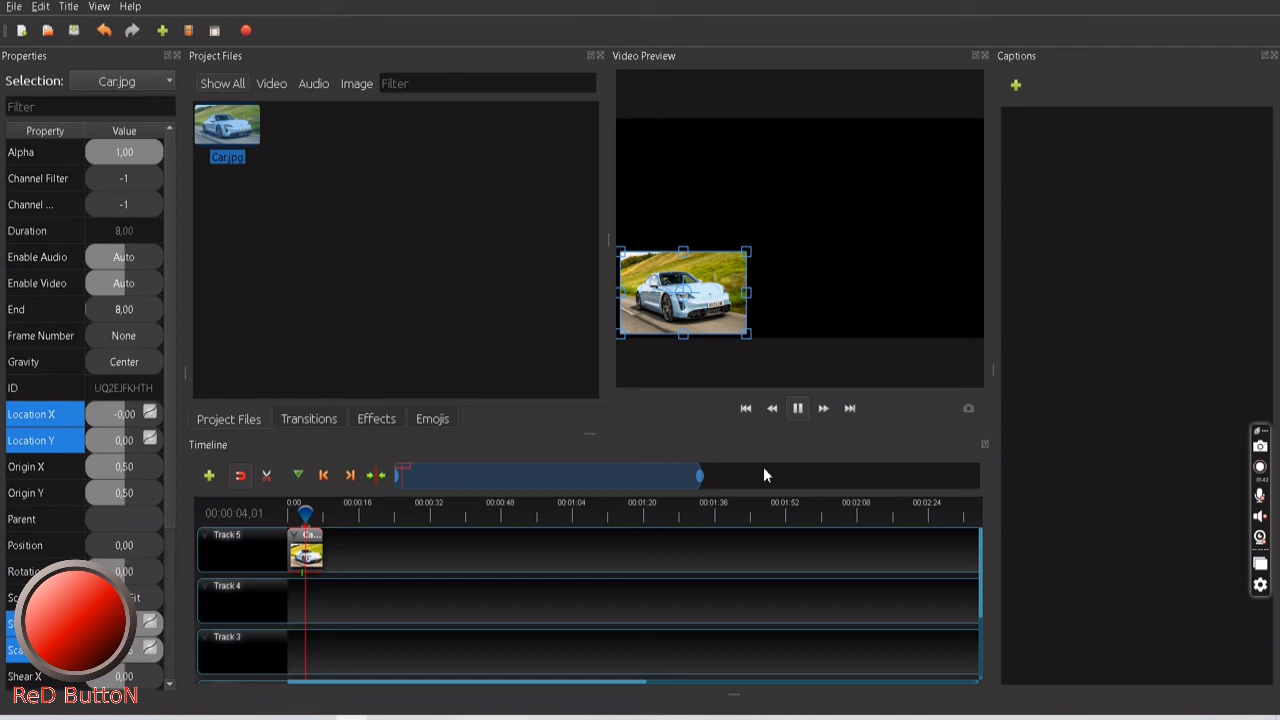 File Edit Title View Help
Properties
Selection: Car.jpg
Filter
Property Value
Alpha 1,00
Channel Filter -1
Channel ... -1
Duration 8,00
Enable Audio Auto
Enable Video Auto
End 8,00
Frame Number None
Gravity Center
ID UQ2EJFKHTH
Location X -0,00
Location Y 0,00
Origin X 0,50
Origin Y 0,50
Parent
Position 0,00
Rotati 0,00
Shear X 0,00
ReD ButtoN
Project Files
Show All Video Audio Image Filter
Car.jpg
Project Files Transitions Effects Emojis
Video Preview
Captions
Timeline
00:00:04,01
0:00 00:00:16 00:00:32 00:00:48 00:01:04 00:01:20 00:01:36 00:01:52 00:02:08 00:02:24
Track 5 Ca...
Track 4
Track 3
01:42